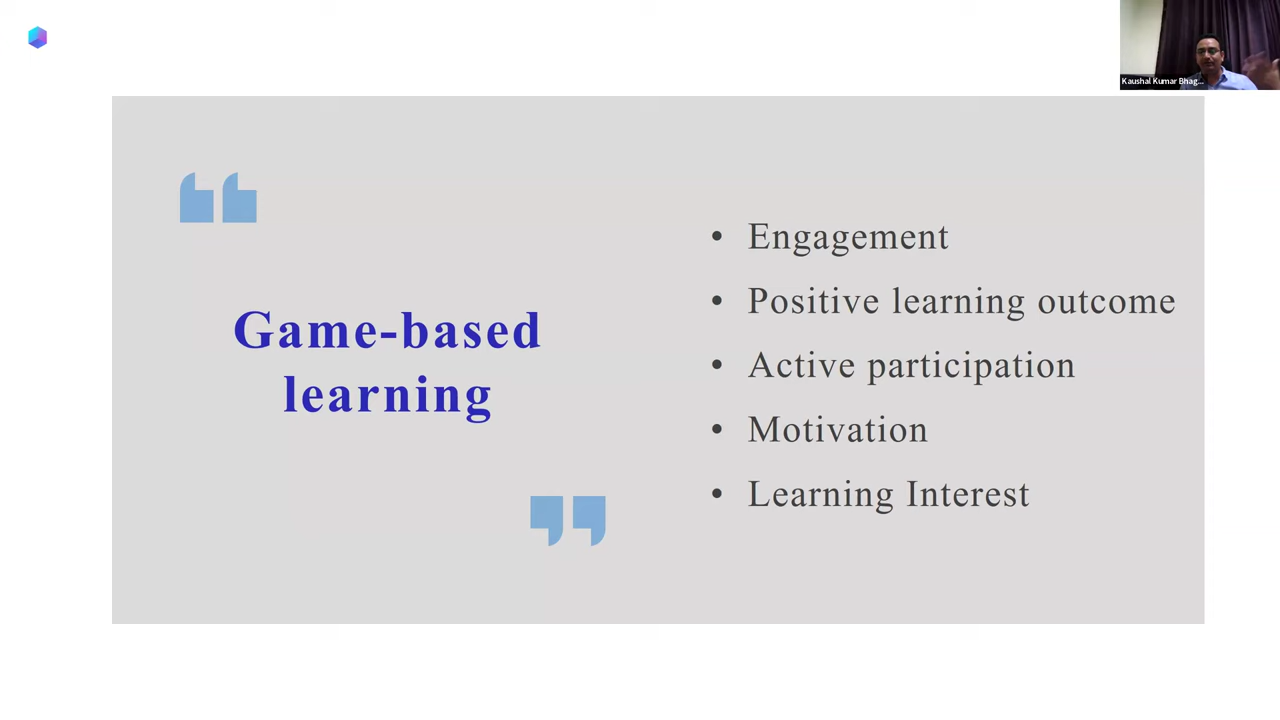 Kaushal Kumar Bhag...
Game-based
learning
• Engagement
• Positive learning outcome
• Active participation
• Motivation
• Learning Interest